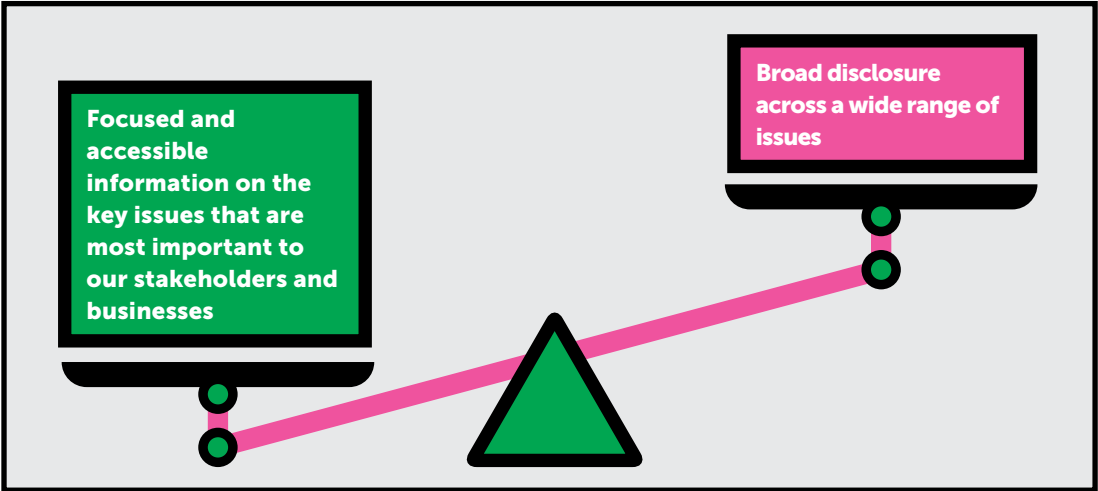 Focused and
accessible
information on the
key issues that are
most important to
our stakeholders and
businesses
Broad disclosure
across a wide range of
issues